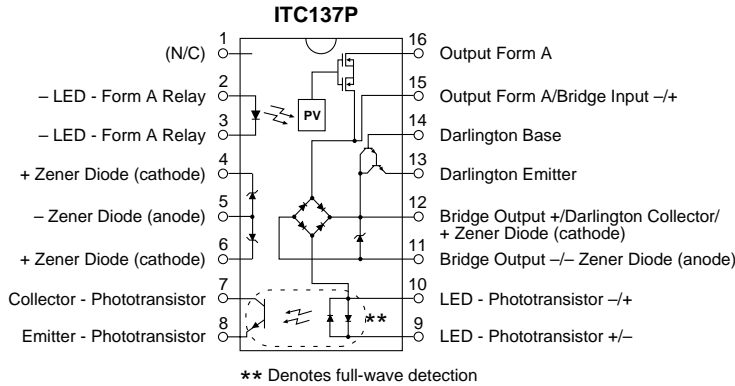 ITC137P
1
(N/C)
16
Output Form A
2
– LED - Form A Relay
15
Output Form A/Bridge Input –/+
PV
3
– LED - Form A Relay
14
Darlington Base
4
+ Zener Diode (cathode)
13
Darlington Emitter
5
– Zener Diode (anode)
12
Bridge Output +/Darlington Collector/
+ Zener Diode (cathode)
6
+ Zener Diode (cathode)
11
Bridge Output –/– Zener Diode (anode)
7
Collector - Phototransistor
10
LED - Phototransistor –/+
8
Emitter - Phototransistor
**
9
LED - Phototransistor +/–
** Denotes full-wave detection